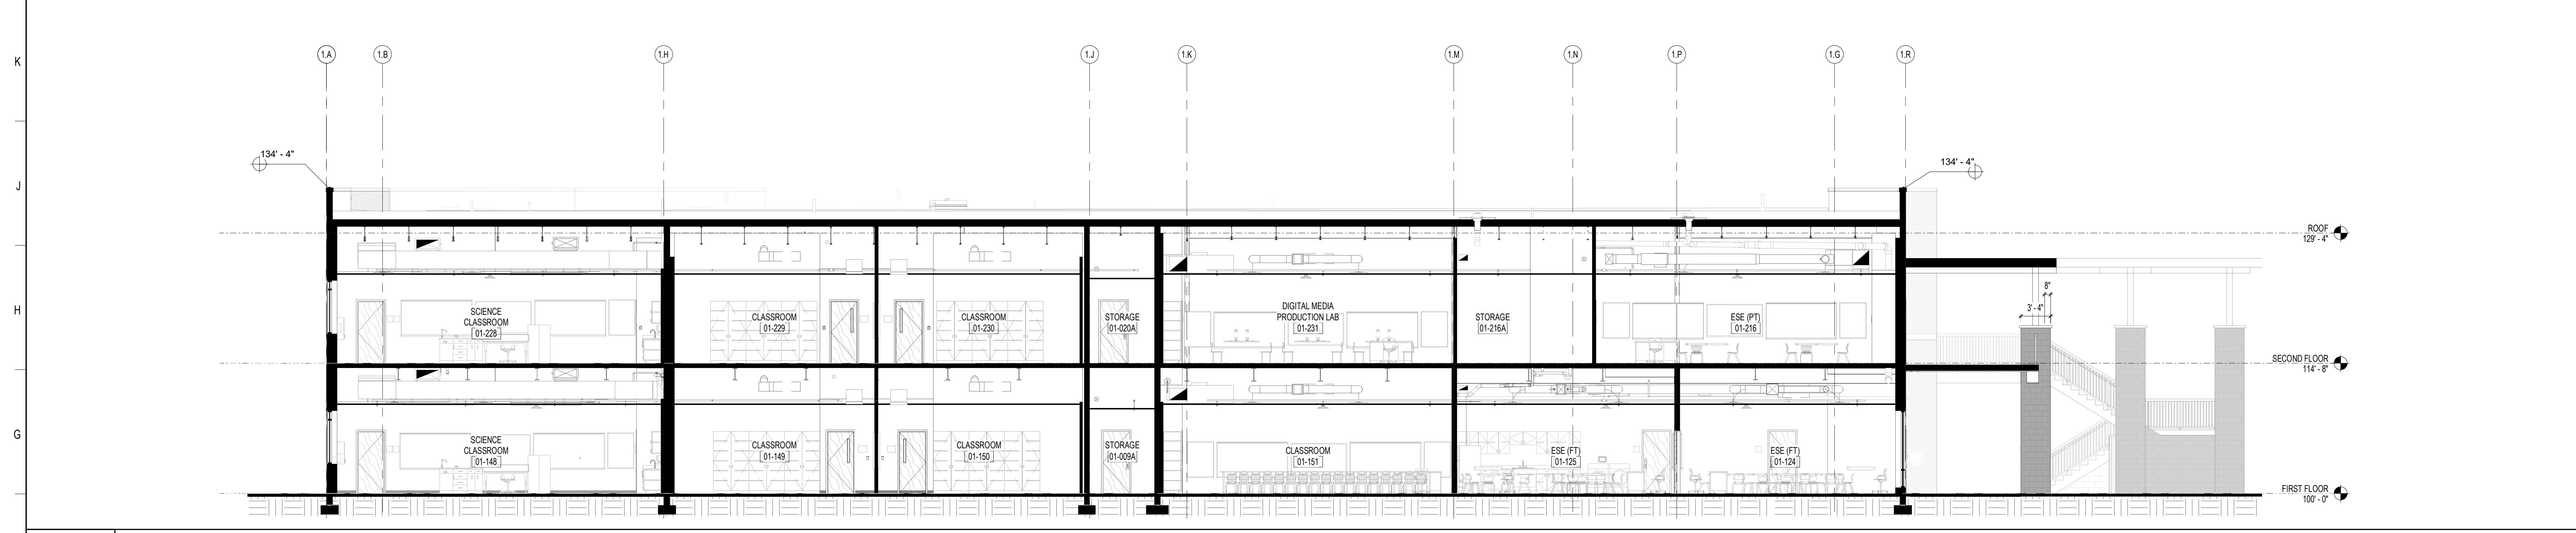 K
1.A
1.B
1.H
1.J
1.K
1.M
1.N
1.P
1.G
1.R
134' - 4"
134' - 4"
J
ROOF
129' - 4"
8"
3' - 4"
H
SCIENCE
CLASSROOM
01-228
CLASSROOM
01-229
CLASSROOM
01-230
STORAGE
01-020A
DIGITAL MEDIA
PRODUCTION LAB
01-231
STORAGE
01-216A
ESE (PT)
01-216
SECOND FLOOR
114' - 8"
G
SCIENCE
CLASSROOM
01-148
CLASSROOM
01-149
CLASSROOM
01-150
STORAGE
01-009A
CLASSROOM
01-151
ESE (FT)
01-125
ESE (FT)
01-124
FIRST FLOOR
100' - 0"